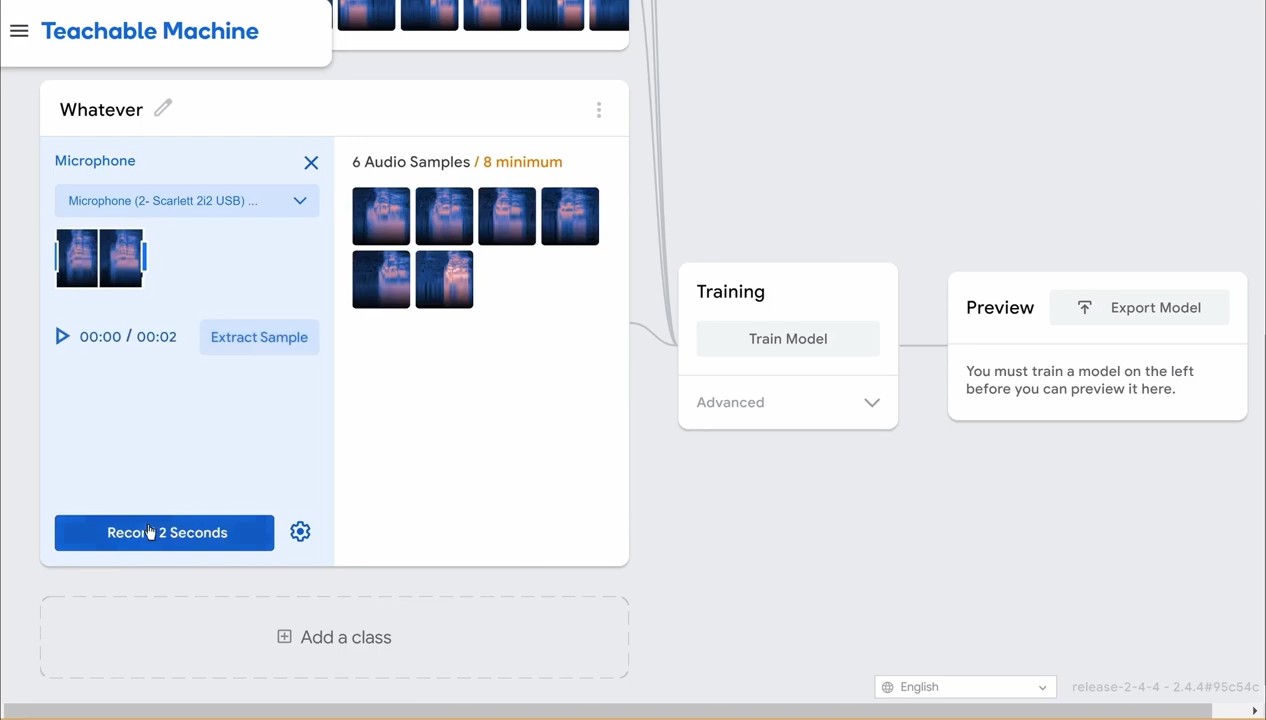 Teachable Machine
Whatever
Microphone
Microphone (2- Scarlett 2i2 USB) ...
00:00 / 00:02
Extract Sample
Record 2 Seconds
6 Audio Samples / 8 minimum
Add a class
Training
Train Model
Advanced
Preview
Export Model
You must train a model on the left
before you can preview it here.
English
release-2-4-4 - 2.4.4#95c54c